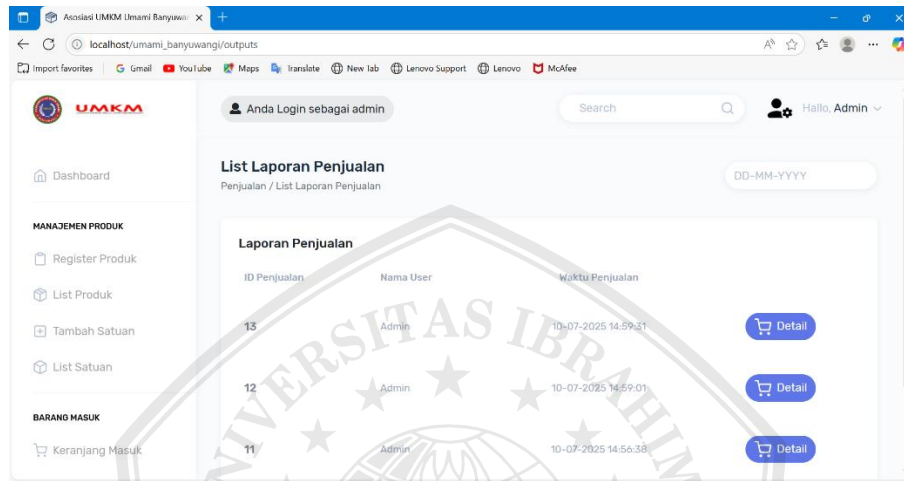 Asosiasi UMKM Umami Banyuwan
localhost/umami_banyuwangi/outputs
Import favorites Gmail YouTube Maps Translate New Tab Lenovo Support Lenovo McAfee
UMKM Anda Login sebagai admin Search Hallo, Admin
Dashboard
List Laporan Penjualan
Penjualan / List Laporan Penjualan
DD-MM-YYYY
MANAJEMEN PRODUK
Register Produk
List Produk
Tambah Satuan
List Satuan
BARANG MASUK
Keranjang Masuk
Laporan Penjualan
ID Penjualan Nama User Waktu Penjualan
13 Admin 10-07-2025 14:59:31 Detail
12 Admin 10-07-2025 14:59:01 Detail
11 Admin 10-07-2025 14:56:38 Detail
ERSITAS IBRAHIM